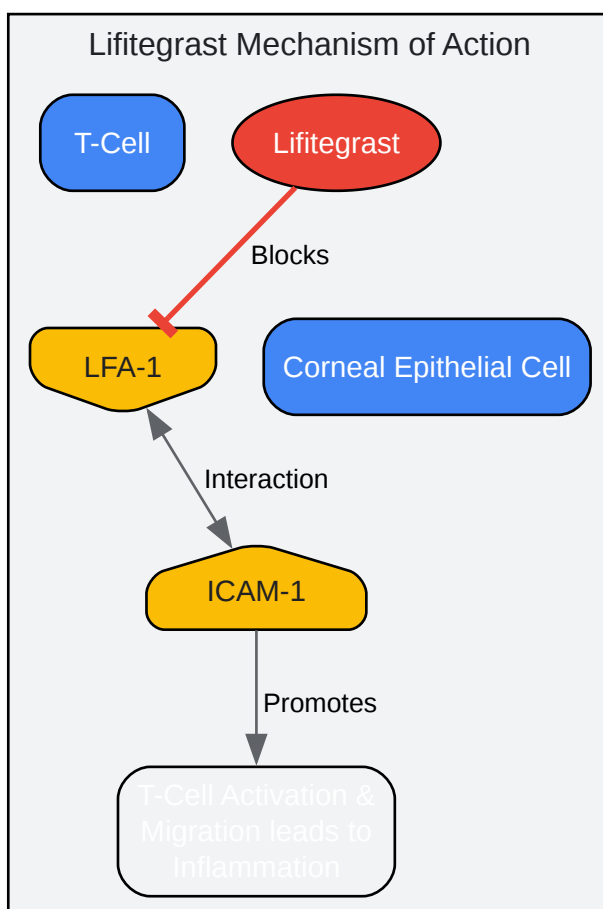 Lifitegrast Mechanism of Action
T-Cell
Lifitegrast
Blocks
LFA-1
Corneal Epithelial Cell
Interaction
ICAM-1
Promotes
T-Cell Activation &
Migration leads to
Inflammation